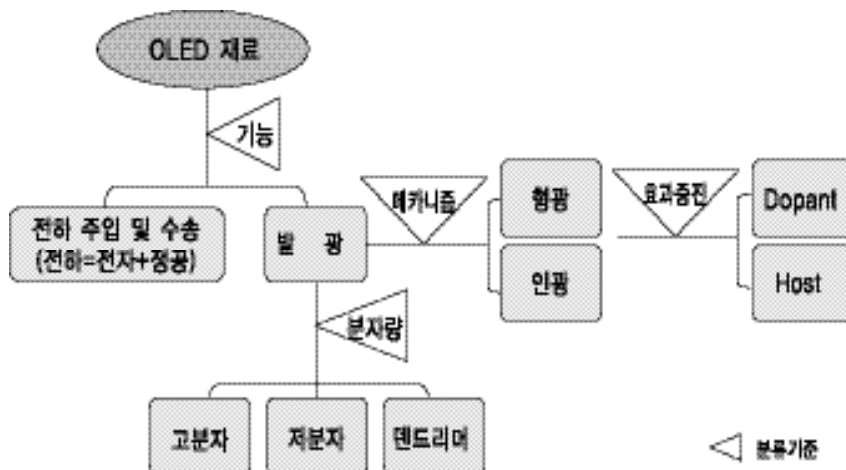 OLED 재료
기능
전하 주입 및 수송
(전하=전자+정공)
발 광
메카니즘
형광
인광
효과증진
Dopant
Host
분자량
고분자
저분자
덴드리머
분류기준